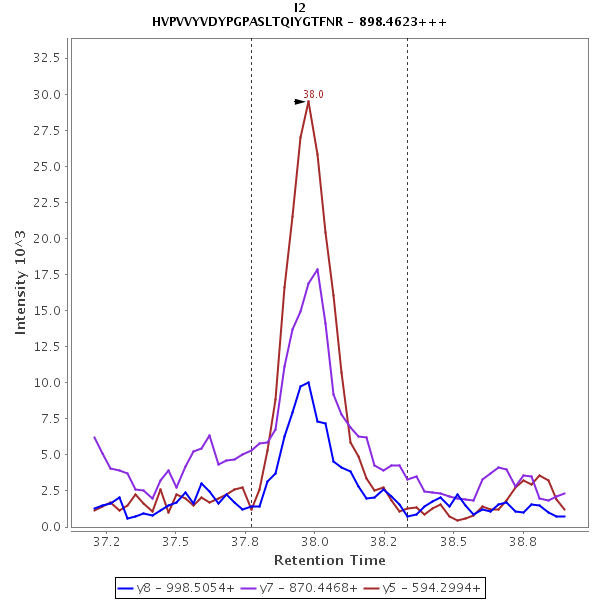 I2
HVPVVYVDYPGPASLTQIYGTFNR – 898.4623+++
38.0
32.5
30.0
27.5
25.0
22.5
20.0
17.5
15.0
12.5
10.0
7.5
5.0
2.5
0.0
Intensity 10^3
37.2 37.5 37.8 38.0 38.2 38.5 38.8
Retention Time
y8 – 998.5054+ y7 – 870.4468+ y5 – 594.2994+